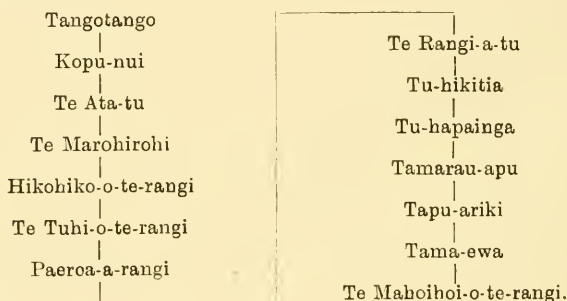 Tangotango
Kopu-nui
Te Ata-tu
Te Marohirohi
Hikohiko-o-te-rangi
Te Tuhi-o-te-rangi
Paeroa-a-rangi
Te Rangi-a-tu
Tu-hikitia
Tu-hapainga
Tamarau-apu
Tapu-ariki
Tama-ewa
Te Mahoihoi-o-te-rangi.